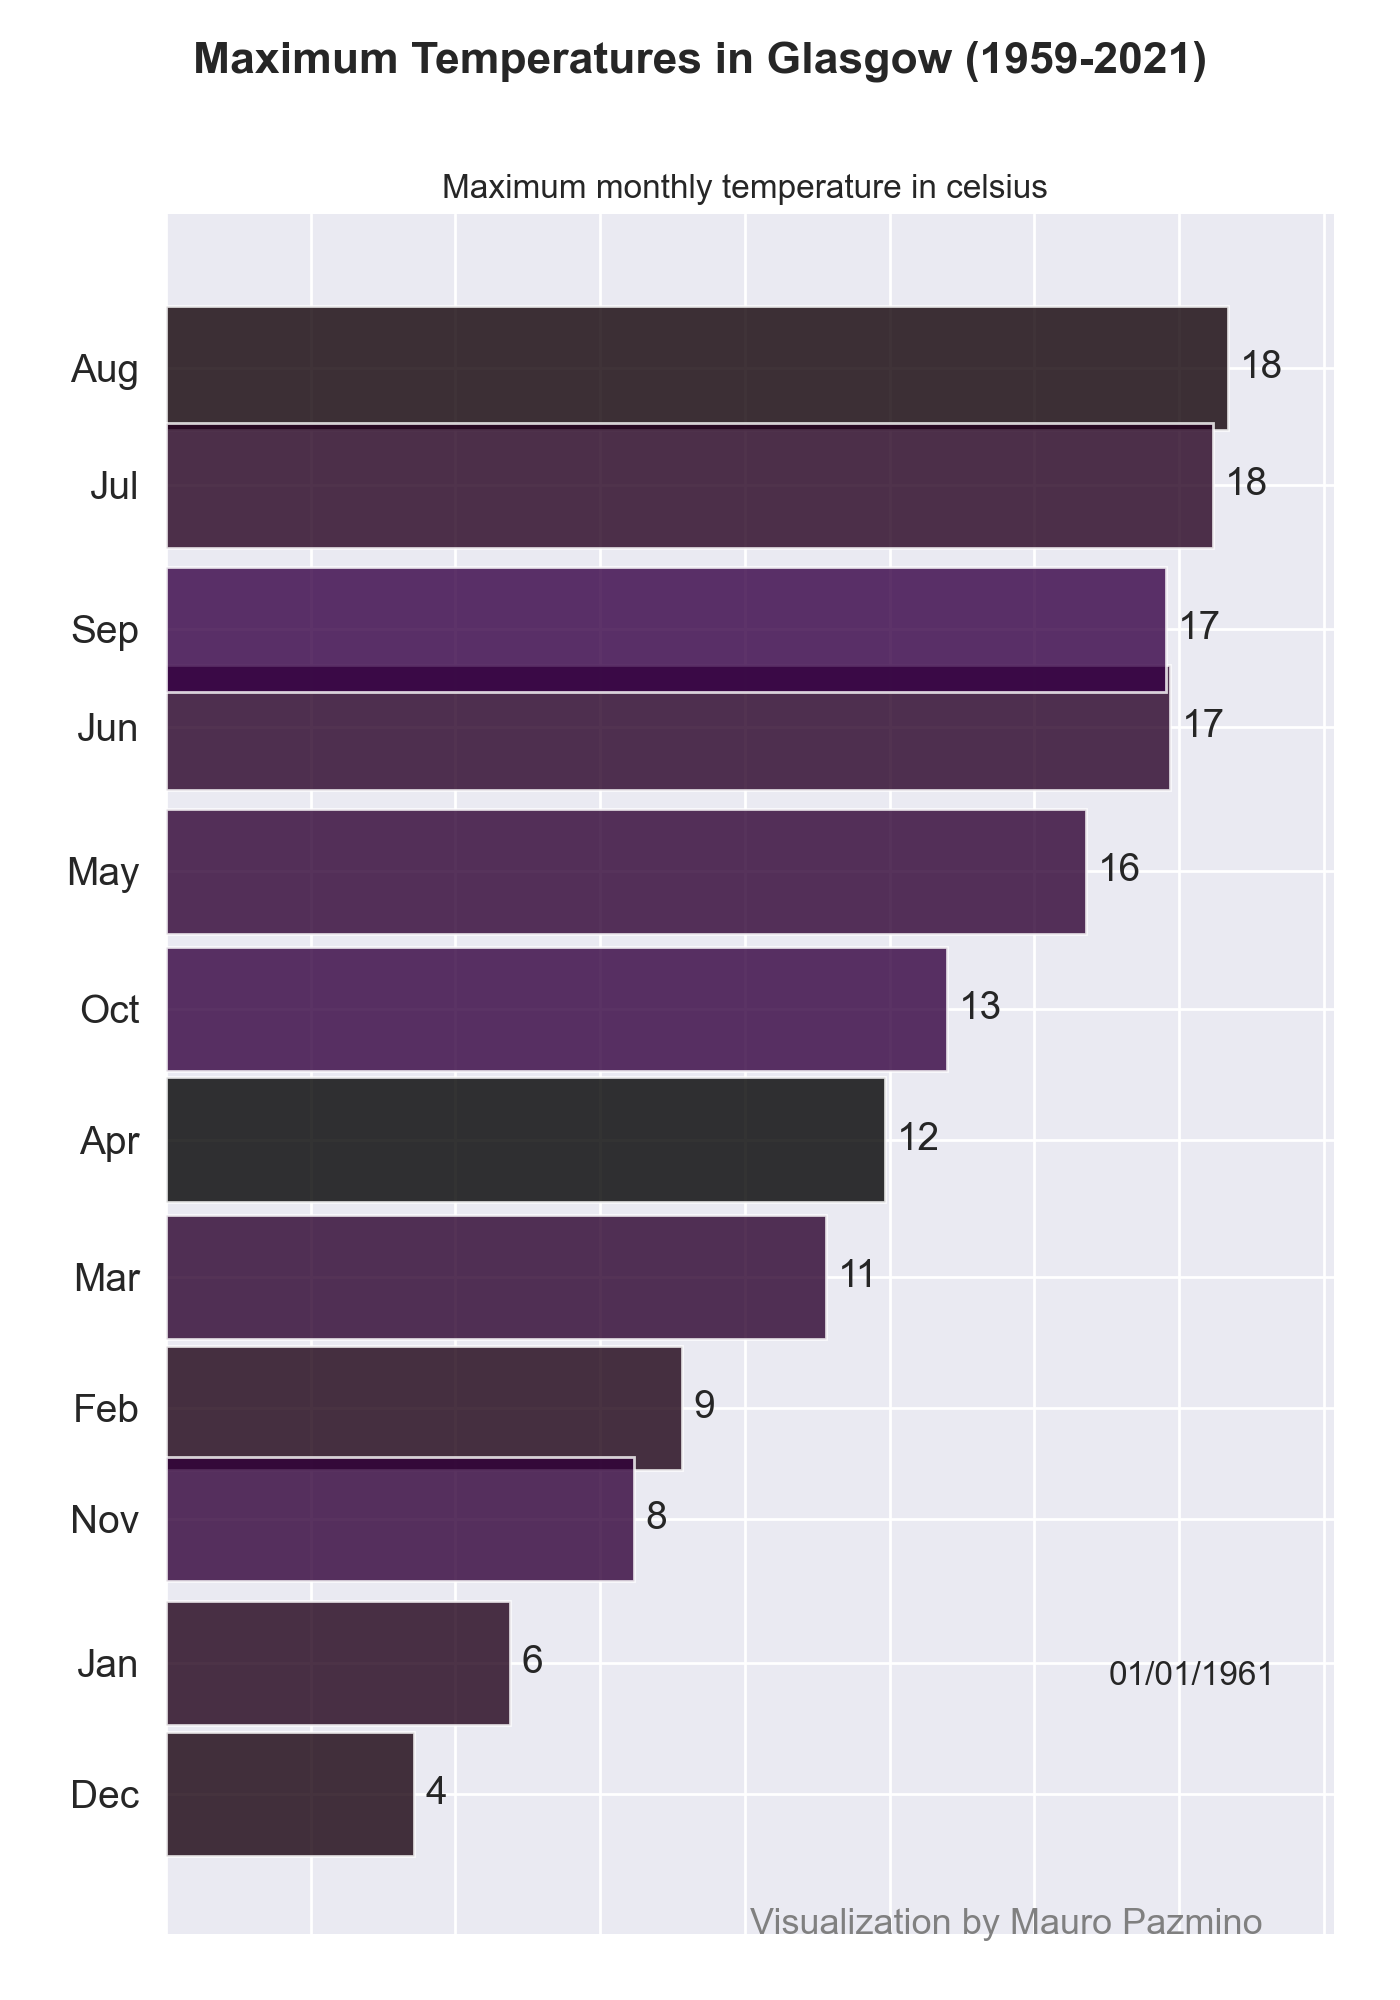 Maximum Temperatures in Glasgow (1959-2021)
Maximum monthly temperature in celsius
Aug 18
Jul 18
Sep 17
Jun 17
May 16
Oct 13
Apr 12
Mar 11
Feb 9
Nov 8
Jan 6
01/01/1961
Dec 4
Visualization by Mauro Pazmino